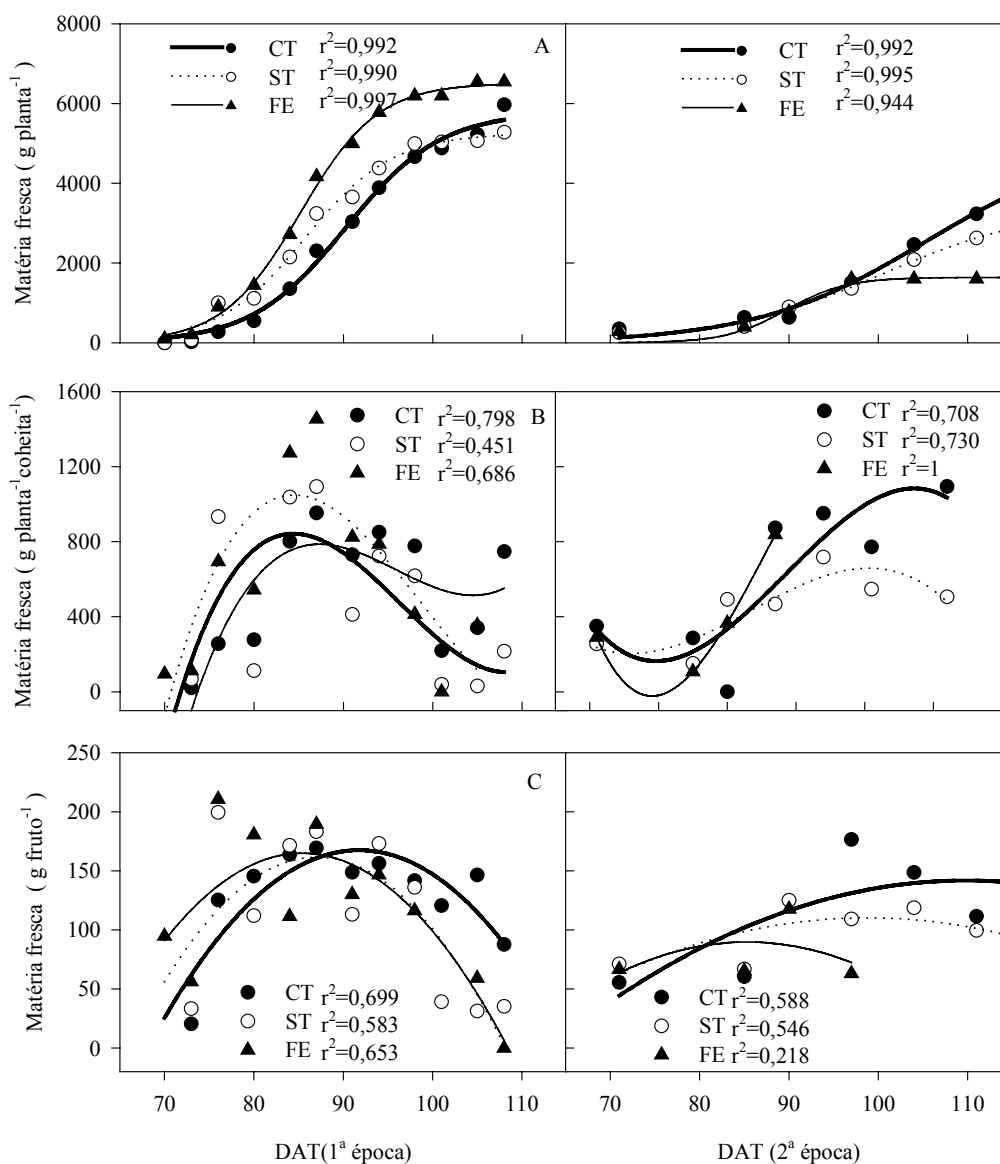 8000
6000
4000
2000
0
Matéria fresca ( g planta⁻¹)
CT r²=0,992
ST r²=0,990
FE r²=0,997
A
CT r²=0,992
ST r²=0,995
FE r²=0,944
1600
1200
800
400
0
Matéria fresca ( g planta⁻¹coheita⁻¹)
CT r²=0,798
ST r²=0,451
FE r²=0,686
B
CT r²=0,708
ST r²=0,730
FE r²=1
250
200
150
100
50
0
Matéria fresca ( g fruto⁻¹)
C
CT r²=0,699
ST r²=0,583
FE r²=0,653
CT r²=0,588
ST r²=0,546
FE r²=0,218
70 80 90 100 110
70 80 90 100 110
DAT(1ª época)
DAT (2ª época)